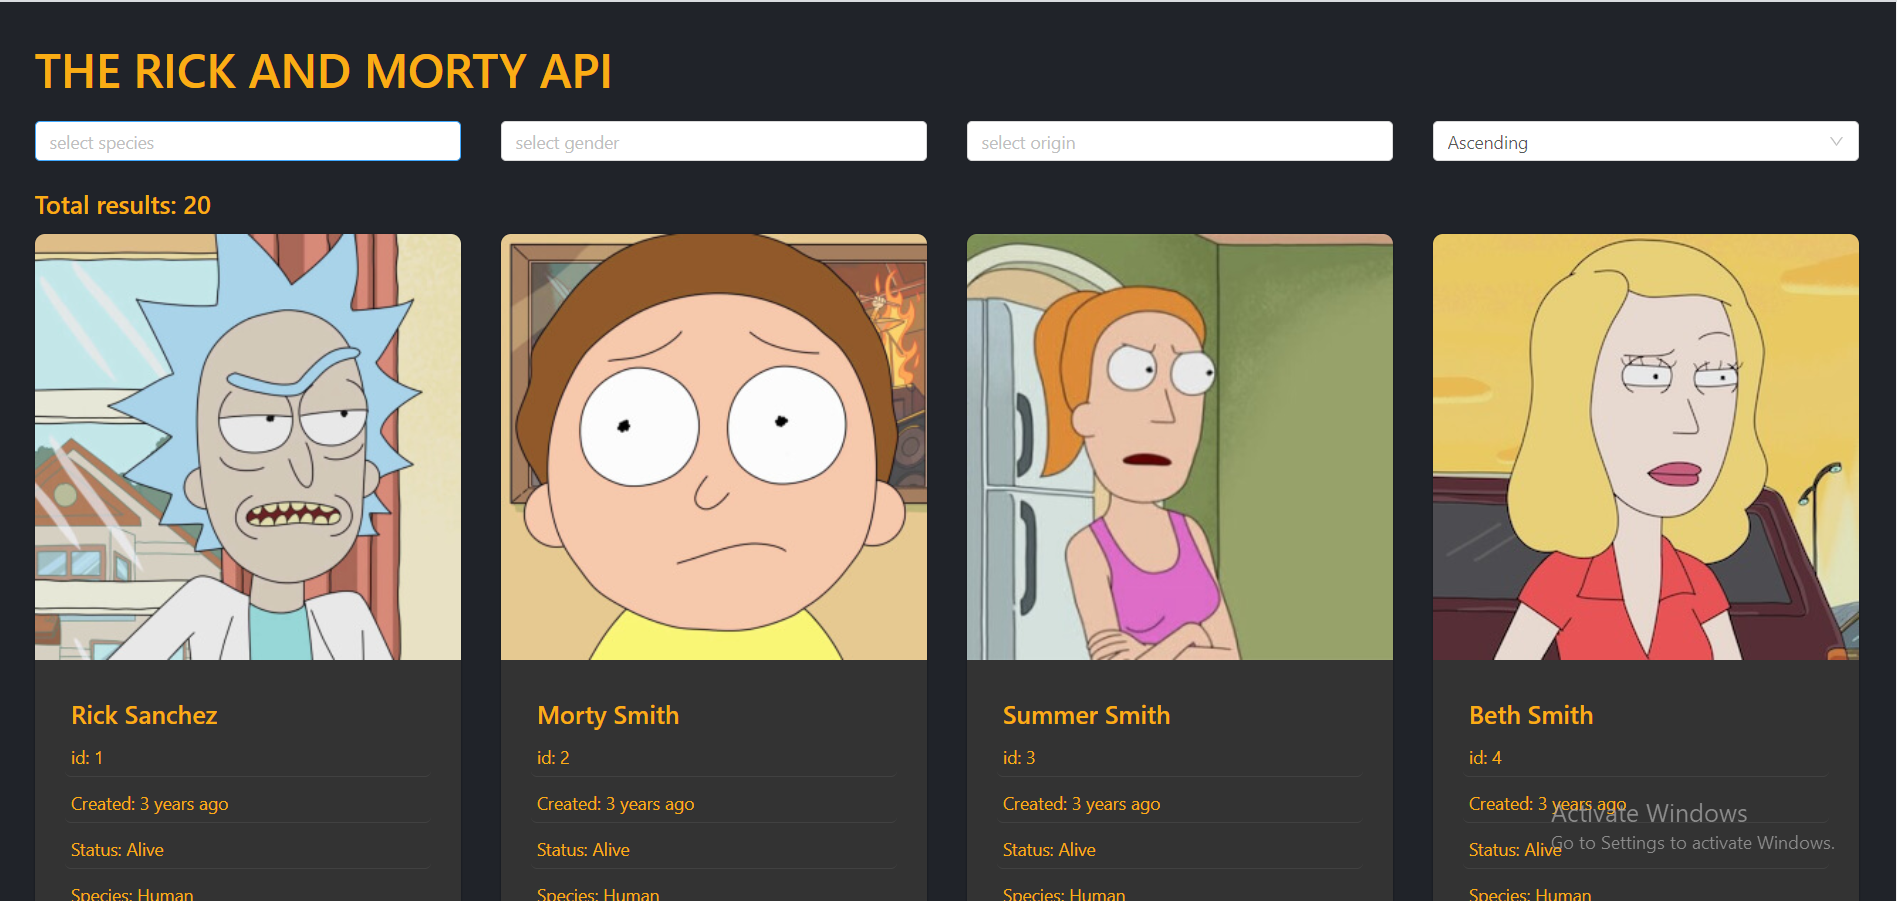 THE RICK AND MORTY API
select species
select gender
select origin
Ascending
Total results: 20
Rick Sanchez
id: 1
Created: 3 years ago
Status: Alive
Species: Human
Morty Smith
id: 2
Created: 3 years ago
Status: Alive
Species: Human
Summer Smith
id: 3
Created: 3 years ago
Status: Alive
Species: Human
Beth Smith
id: 4
Created: 3 years ago
Status: Alive
Species: Human
Activate Windows
Go to Settings to activate Windows.